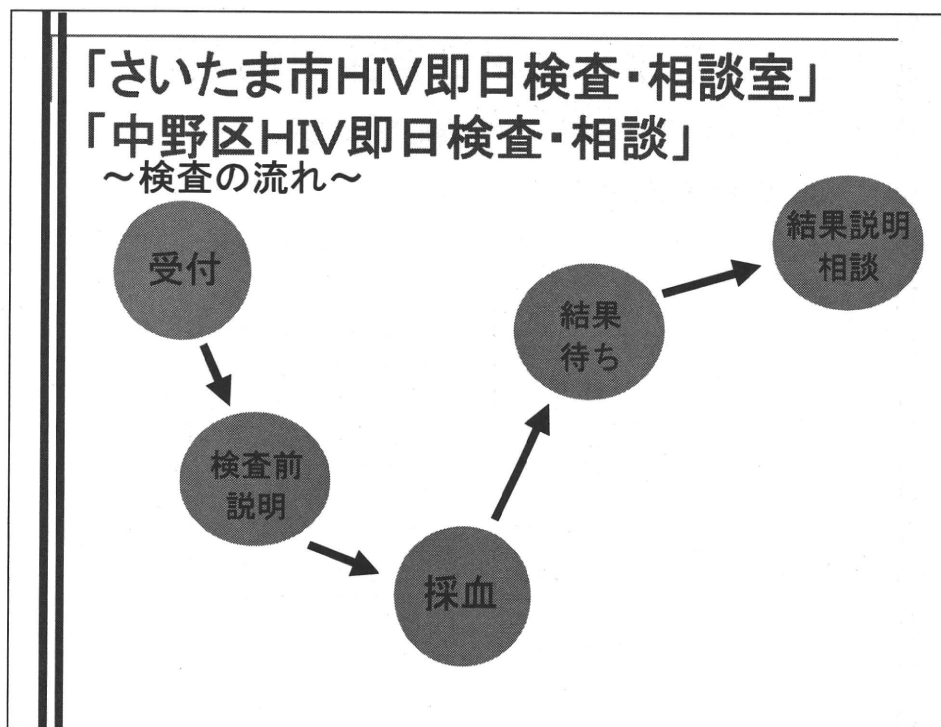 「さいたま市HIV即日検査・相談室」
「中野区HIV即日検査・相談」
～検査の流れ～
受付
検査前
説明
採血
結果
待ち
結果説明
相談